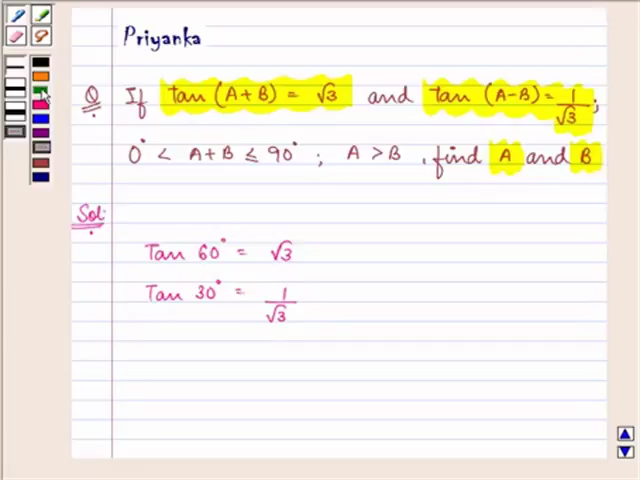 Priyanka
Q If tan (A+B) = √3 and tan (A-B) = 1/√3 ;
0° < A+B ≤ 90° ; A > B , find A and B
Sol:
Tan 60° = √3
Tan 30° = 1/√3